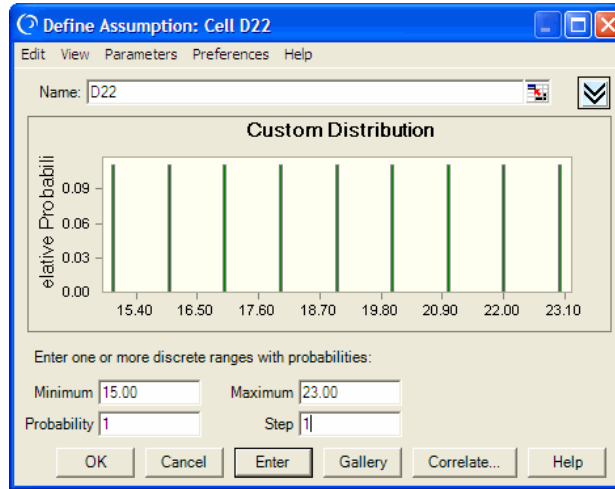 Define Assumption: Cell D22
Edit View Parameters Preferences Help
Name: D22
Custom Distribution
elative Probabili
0.09
0.06
0.03
0.00
15.40 16.50 17.60 18.70 19.80 20.90 22.00 23.10
Enter one or more discrete ranges with probabilities:
Minimum 15.00 Maximum 23.00
Probability 1 Step 1
OK Cancel Enter Gallery Correlate... Help